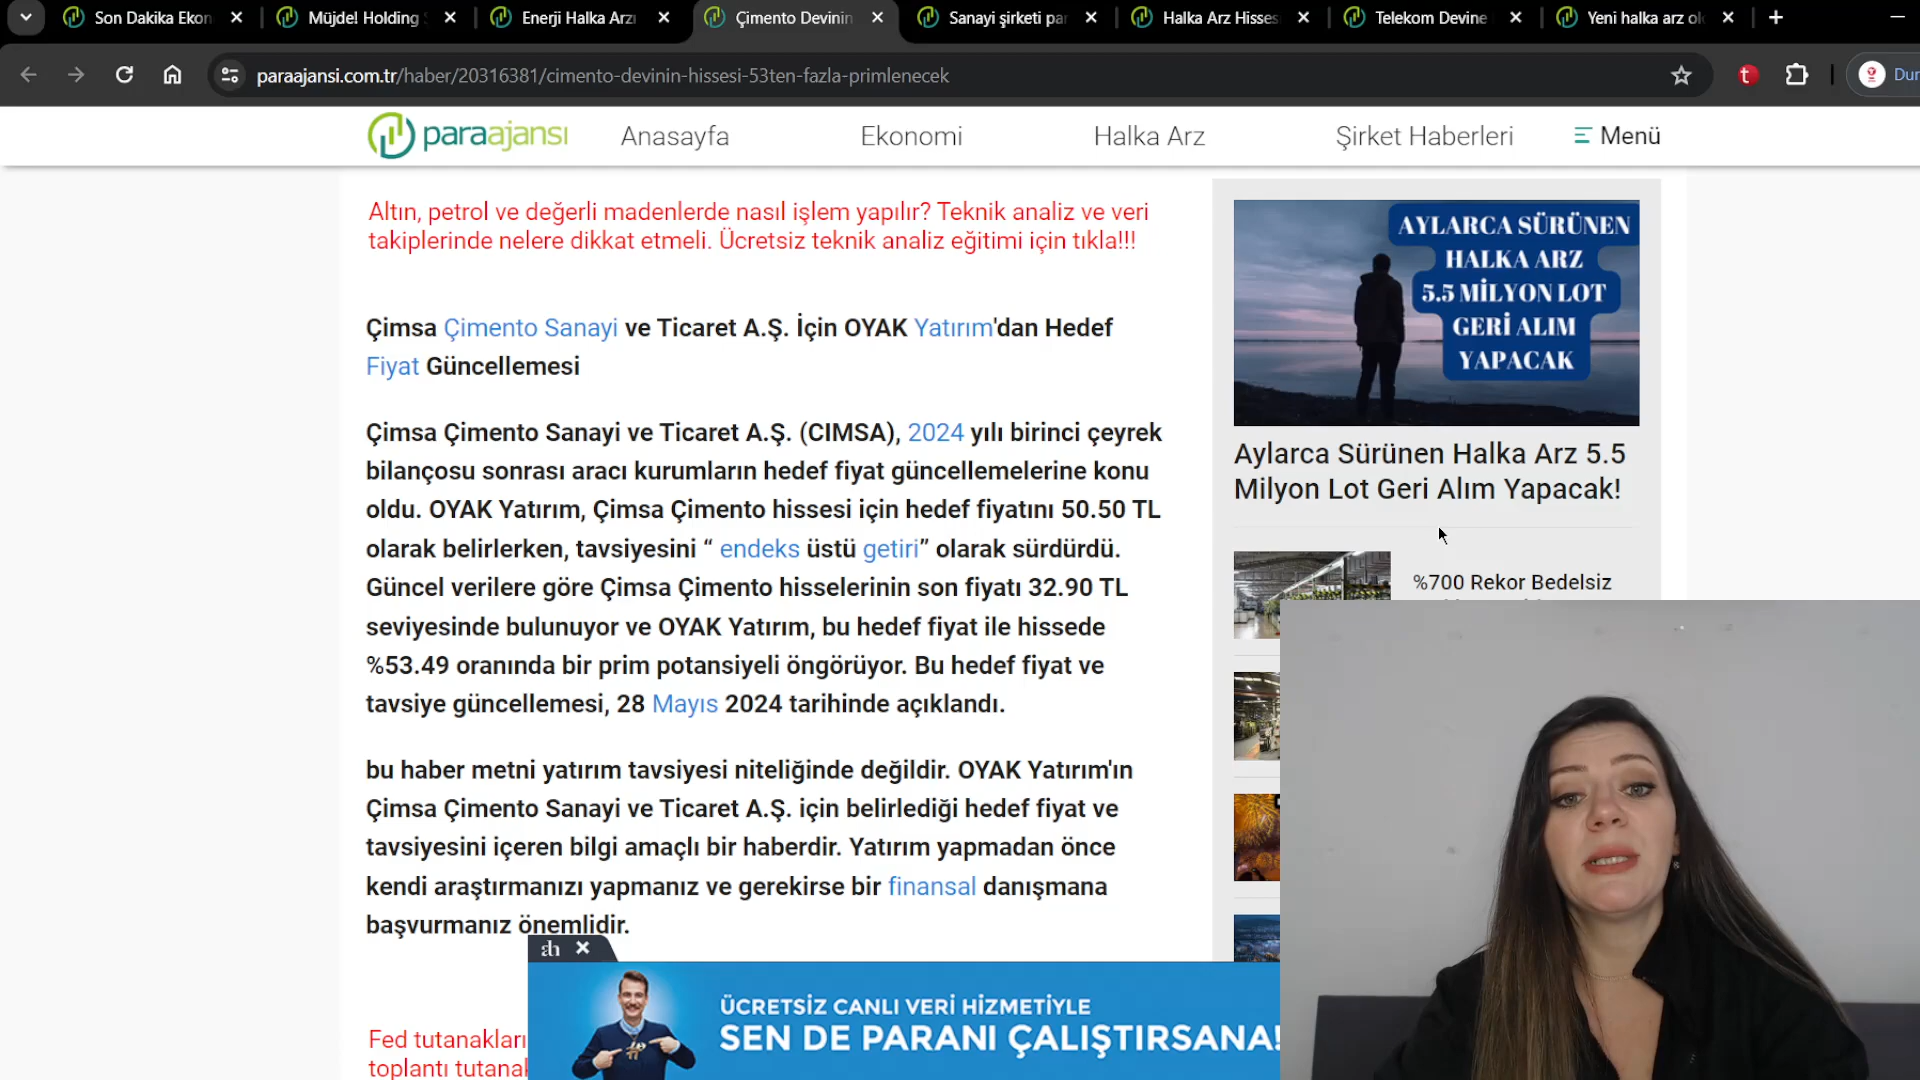 Son Dakika Ekon
Müjde! Holding
Enerji Halka Arzı
Çimento Devinin
Sanayi şirketi par
Halka Arz Hisses
Telekom Devine
Yeni halka arz ol
paraajansi.com.tr/haber/20316381/cimento-devinin-hissesi-53ten-fazla-primlenecek
t
Dur
paraajansı
Anasayfa
Ekonomi
Halka Arz
Şirket Haberleri
Menü
Altın, petrol ve değerli madenlerde nasıl işlem yapılır? Teknik analiz ve veri
takiplerinde nelere dikkat etmeli. Ücretsiz teknik analiz eğitimi için tıkla!!!
Çimsa Çimento Sanayi ve Ticaret A.Ş. İçin OYAK Yatırım'dan Hedef
Fiyat Güncellemesi
Çimsa Çimento Sanayi ve Ticaret A.Ş. (CIMSA), 2024 yılı birinci çeyrek
bilançosu sonrası aracı kurumların hedef fiyat güncellemelerine konu
oldu. OYAK Yatırım, Çimsa Çimento hissesi için hedef fiyatını 50.50 TL
olarak belirlerken, tavsiyesini “ endeks üstü getiri” olarak sürdürdü.
Güncel verilere göre Çimsa Çimento hisselerinin son fiyatı 32.90 TL
seviyesinde bulunuyor ve OYAK Yatırım, bu hedef fiyat ile hissede
%53.49 oranında bir prim potansiyeli öngörüyor. Bu hedef fiyat ve
tavsiye güncellemesi, 28 Mayıs 2024 tarihinde açıklandı.
bu haber metni yatırım tavsiyesi niteliğinde değildir. OYAK Yatırım'ın
Çimsa Çimento Sanayi ve Ticaret A.Ş. için belirlediği hedef fiyat ve
tavsiyesini içeren bilgi amaçlı bir haberdir. Yatırım yapmadan önce
kendi araştırmanızı yapmanız ve gerekirse bir finansal danışmana
başvurmanız önemlidir.
Fed tutanakları
toplantı tutanak
AYLARCA SÜRÜNEN
HALKA ARZ
5.5 MİLYON LOT
GERİ ALIM
YAPACAK
Aylarca Sürünen Halka Arz 5.5
Milyon Lot Geri Alım Yapacak!
%700 Rekor Bedelsiz
ah
ÜCRETSİZ CANLI VERİ HİZMETİYLE
SEN DE PARANI ÇALIŞTIRSANA!